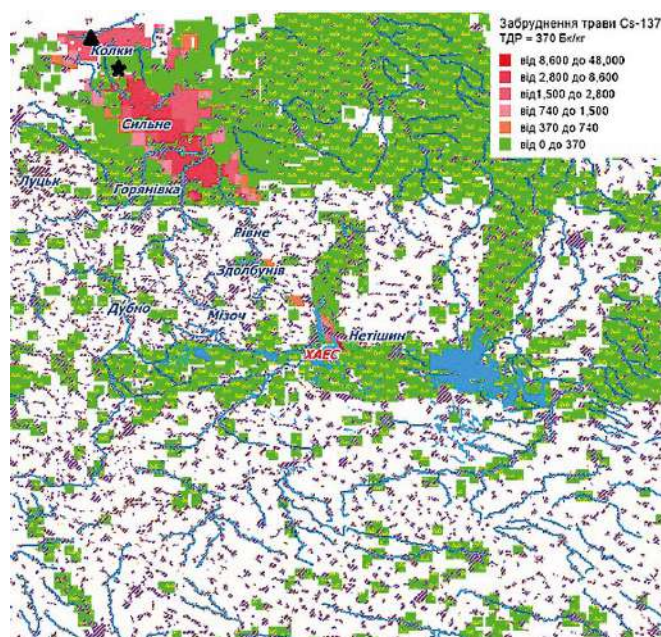 Забруднення трави Cs-137
ТДР = 370 Бк/кг
від 8,600 до 48,000
від 2,800 до 8,600
від1,500 до 2,800
від 740 до 1,500
від 370 до 740
від 0 до 370
Колки
Сильне
Луцьк
Горянівка
Рівне
Здолбунів
Дубно
Мізоч
Нетішин
ХАЕС